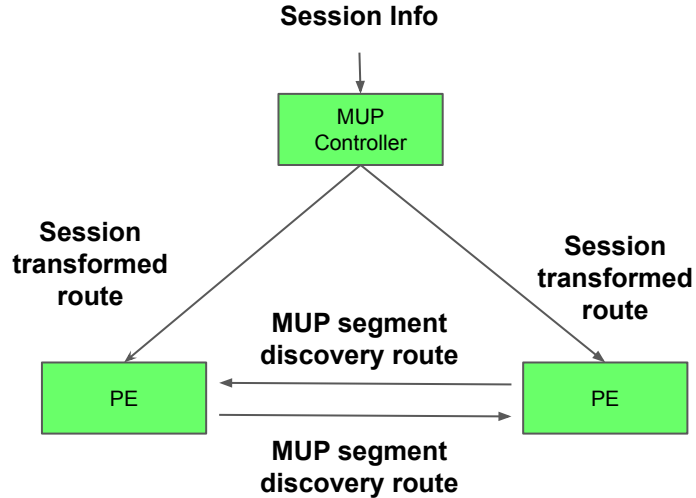 Session Info
MUP
Controller
Session
transformed
route
Session
transformed
route
MUP segment
discovery route
PE
PE
MUP segment
discovery route